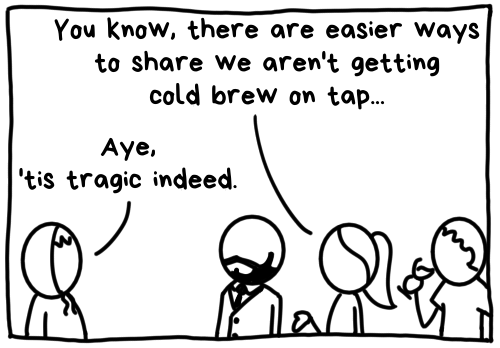 You know, there are easier ways
to share we aren't getting
cold brew on tap...
Aye,
'tis tragic indeed.